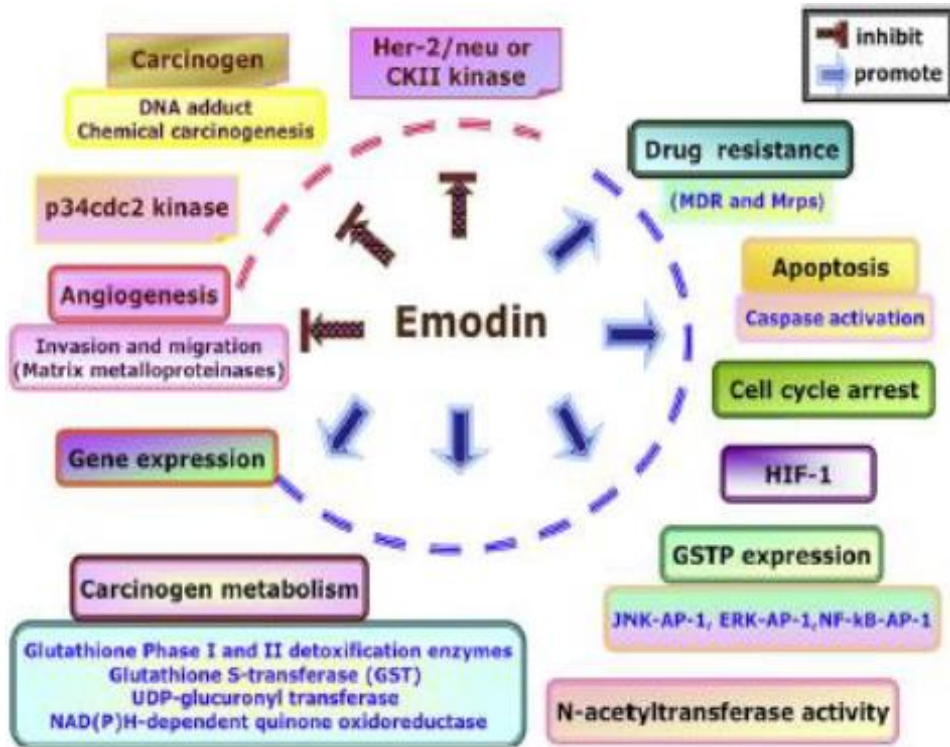 Carcinogen
DNA adduct
Chemical carcinogenesis
Her-2/neu or
CKII kinase
inhibit
promote
Drug resistance
(MDR and Mrps)
p34cdc2 kinase
Apoptosis
Caspase activation
Angiogenesis
Invasion and migration
(Matrix metalloproteinases)
Emodin
Cell cycle arrest
Gene expression
HIF-1
GSTP expression
JNK-AP-1, ERK-AP-1,NF-kB-AP-1
Carcinogen metabolism
Glutathione Phase I and II detoxification enzymes
Glutathione S-transferase (GST)
UDP-glucuronyl transferase
NAD(P)H-dependent quinone oxidoreductase
N-acetyltransferase activity